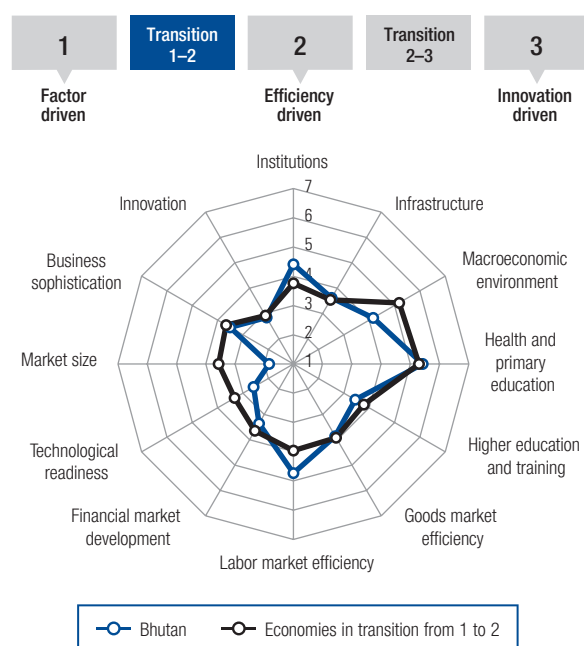 1
Transition
1–2
2
Transition
2–3
3
Factor
driven
Efficiency
driven
Innovation
driven
Institutions
7
6
5
4
3
2
1
Infrastructure
Macroeconomic
environment
Health and
primary
education
Higher education
and training
Goods market
efficiency
Labor market efficiency
Financial market
development
Technological
readiness
Market size
Business
sophistication
Innovation
Bhutan
Economies in transition from 1 to 2